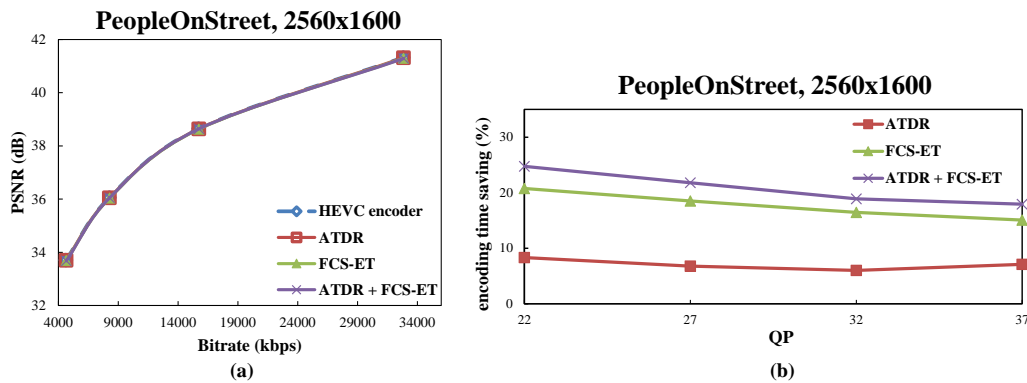 PeopleOnStreet, 2560x1600
42
40
38
36
34
32
PSNR (dB)
4000 9000 14000 19000 24000 29000 34000
Bitrate (kbps)
HEVC encoder
ATDR
FCS-ET
ATDR + FCS-ET
(a)
PeopleOnStreet, 2560x1600
30
20
10
0
encoding time saving (%)
22 27 32 37
QP
ATDR
FCS-ET
ATDR + FCS-ET
(b)